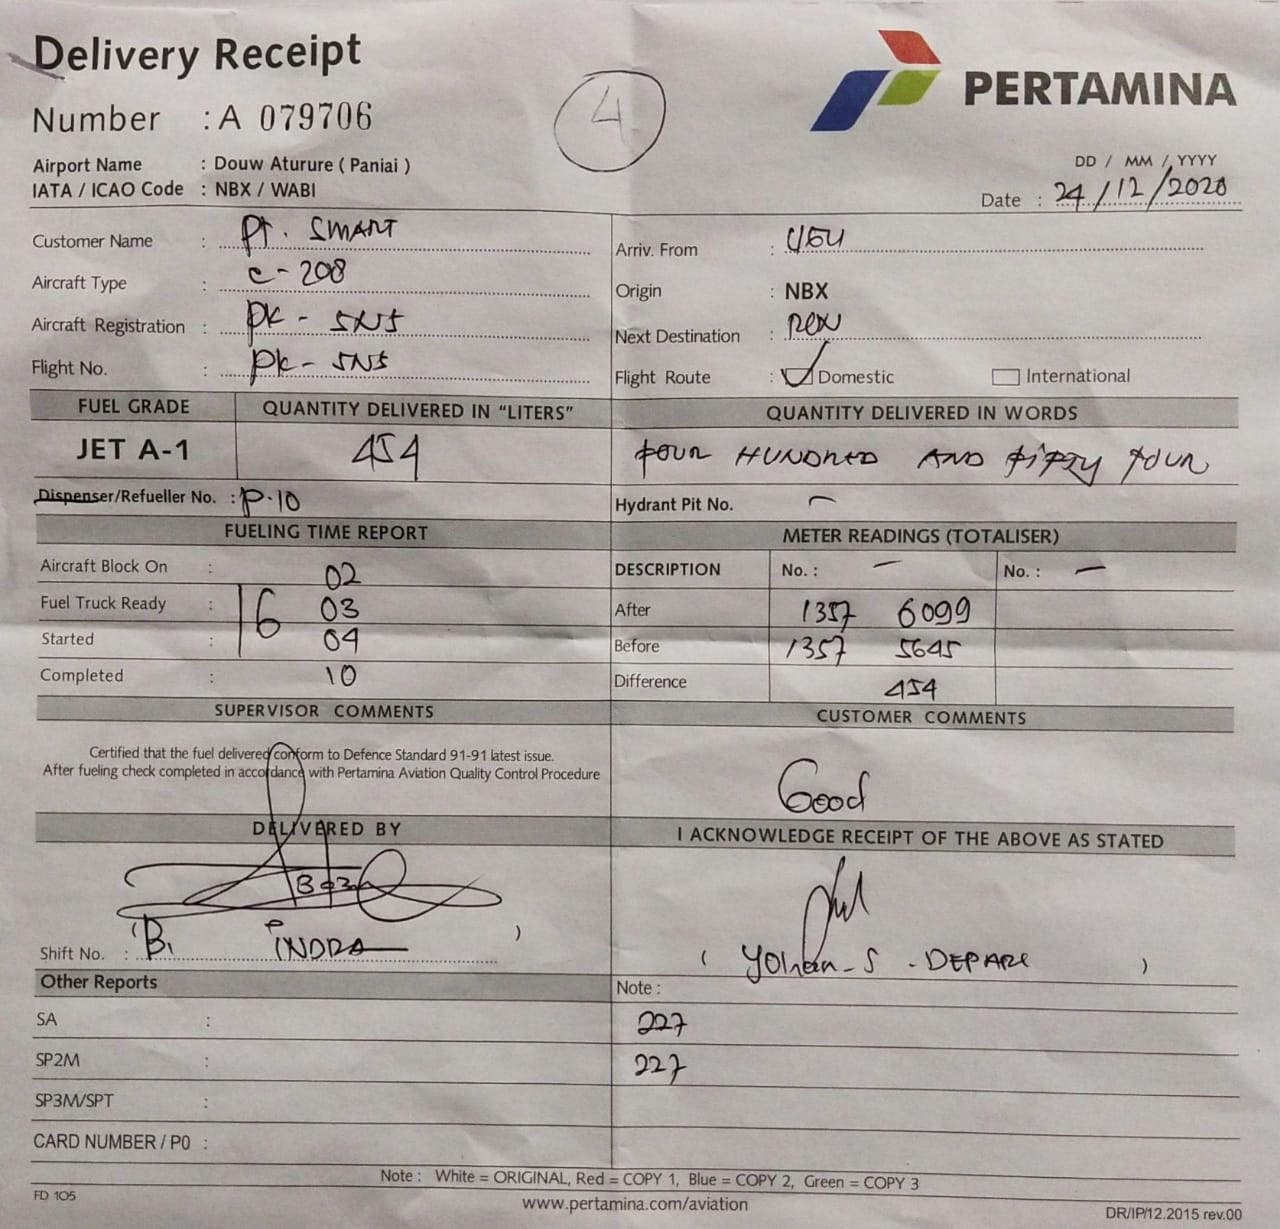 Delivery Receipt
PERTAMINA
4
Number : A 079706
Airport Name : Douw Aturure ( Paniai )
IATA / ICAO Code : NBX / WABI
DD / MM / YYYY
Date : 24/12/2020
Customer Name : PT. SMART
Arriv. From :
Aircraft Type : C-208
Origin : NBX
Aircraft Registration : PK - SNS
Next Destination :
Flight No. : PK - SNS
Flight Route : Domestic International
FUEL GRADE QUANTITY DELIVERED IN "LITERS" QUANTITY DELIVERED IN WORDS
JET A-1 454 FOUR HUNDRED AND FIFTY FOUR
Dispenser/Refueller No. : P-10
Hydrant Pit No. -
FUELING TIME REPORT
METER READINGS (TOTALISER)
Aircraft Block On : 02
DESCRIPTION No. : - No. : -
Fuel Truck Ready : 16 03
After 1357 6099
Started : 04
Before 1357 5645
Completed : 10
Difference 454
SUPERVISOR COMMENTS
CUSTOMER COMMENTS
Certified that the fuel delivered conform to Defence Standard 91-91 latest issue.
After fueling check completed in accordance with Pertamina Aviation Quality Control Procedure
Good
DELIVERED BY
I ACKNOWLEDGE RECEIPT OF THE ABOVE AS STATED
Shift No. : ( B. INDRA )
( Yohan - S . DEPARI )
Other Reports
Note :
SA :
227
SP2M :
227
SP3M/SPT :
CARD NUMBER / P0 :
Note : White = ORIGINAL, Red = COPY 1, Blue = COPY 2, Green = COPY 3
FD 105
www.pertamina.com/aviation
DR/IP/12.2015 rev.00